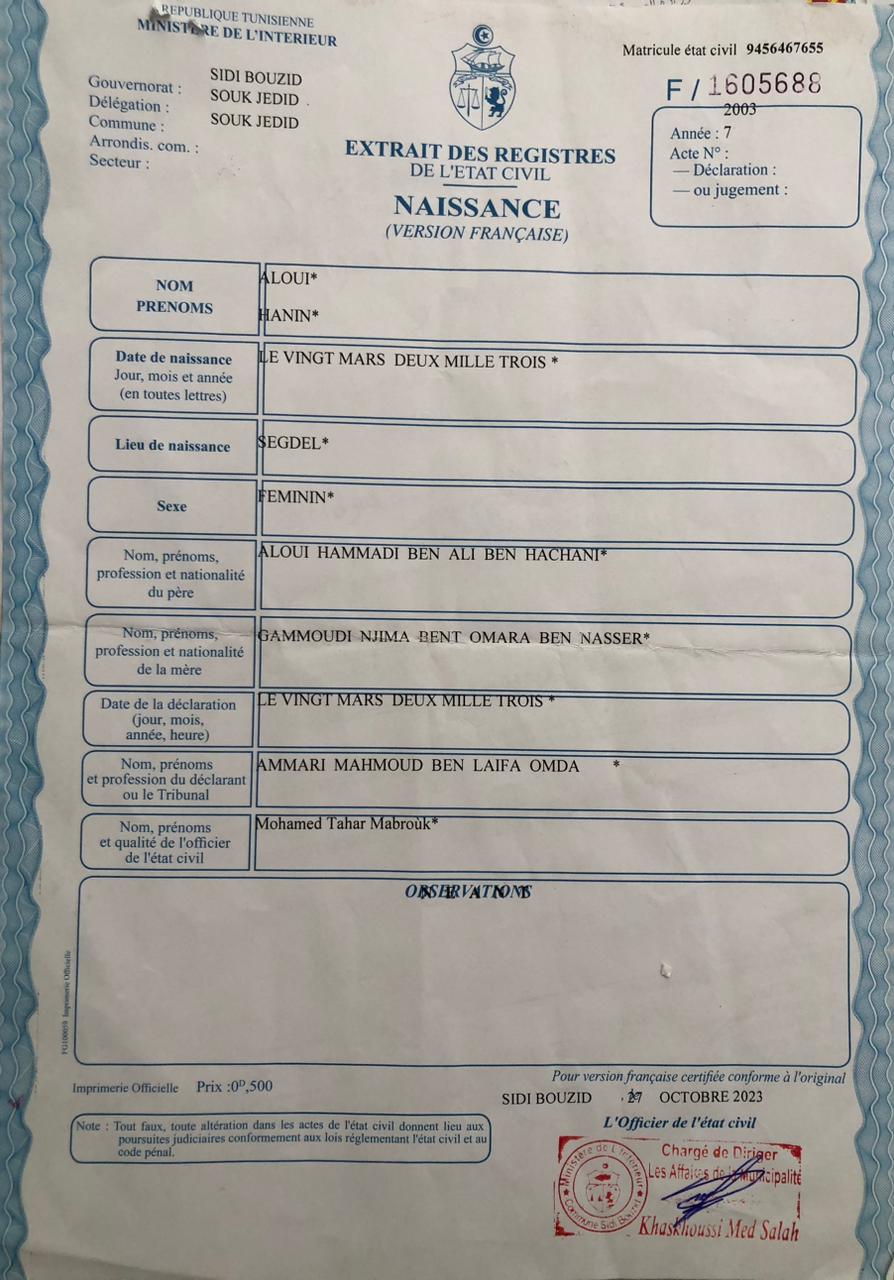 REPUBLIQUE TUNISIENNE
MINISTERE DE L'INTERIEUR
Gouvernorat : SIDI BOUZID
Délégation : SOUK JEDID .
Commune : SOUK JEDID
Arrondis. com. :
Secteur :
EXTRAIT DES REGISTRES
DE L'ETAT CIVIL
NAISSANCE
(VERSION FRANÇAISE)
Matricule état civil 9456467655
F / 1605688
2003
Année : 7
Acte N° :
— Déclaration :
— ou jugement :
NOM
PRENOMS
ALOUI*
HANIN*
Date de naissance
Jour, mois et année
(en toutes lettres)
LE VINGT MARS DEUX MILLE TROIS *
Lieu de naissance
SEGDEL*
Sexe
FEMININ*
Nom, prénoms,
profession et nationalité
du père
ALOUI HAMMADI BEN ALI BEN HACHANI*
Nom, prénoms,
profession et nationalité
de la mère
GAMMOUDI NJIMA BENT OMARA BEN NASSER*
Date de la déclaration
(jour, mois,
année, heure)
LE VINGT MARS DEUX MILLE TROIS *
Nom, prénoms
et profession du déclarant
ou le Tribunal
AMMARI MAHMOUD BEN LAIFA OMDA *
Nom, prénoms
et qualité de l'officier
de l'état civil
Mohamed Tahar Mabroùk*
OBSERVATIONS
N E A N T
FG100059 Imprimerie Officielle
Imprimerie Officielle Prix :0ᴰ,500
Note : Tout faux, toute altération dans les actes de l'état civil donnent lieu aux
poursuites judiciaires conformement aux lois réglementant l'état civil et au
code pénal.
Pour version française certifiée conforme à l'original
SIDI BOUZID 27 OCTOBRE 2023
L'Officier de l'état civil
Ministère de L'Intérieur
Commune Sidi Bouzid
Chargé de Diriger
Les Affaires de la Municipalité
Khaskhoussi Med Salah